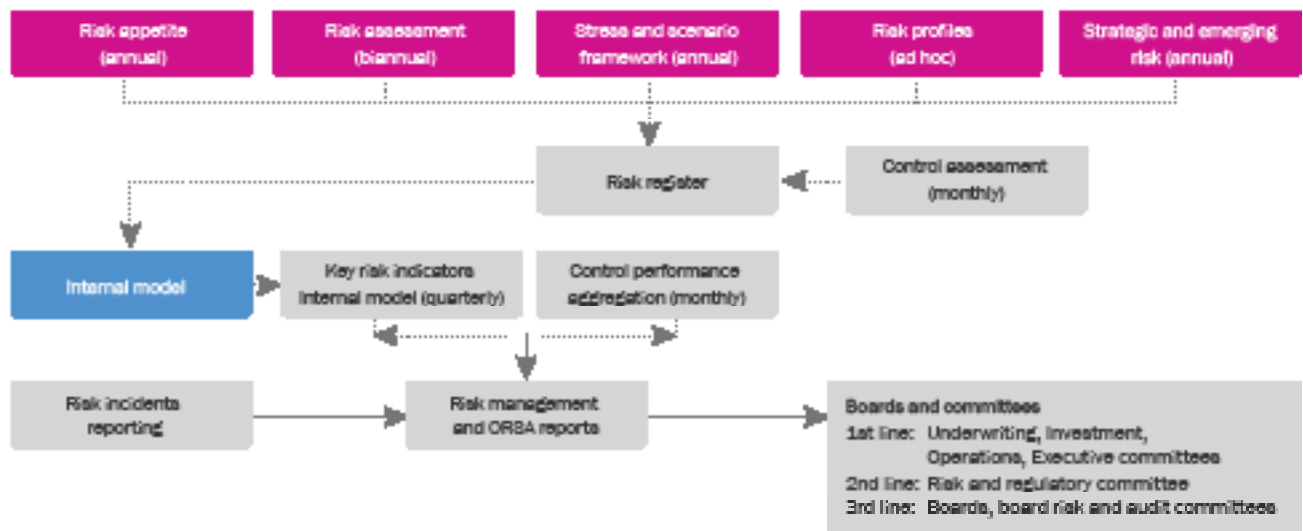 Risk appetite
(annual)
Risk assessment
(biannual)
Stress and scenario
framework (annual)
Risk profiles
(ad hoc)
Strategic and emerging
risk (annual)
Risk register
Control assessment
(monthly)
Internal model
Key risk indicators
Internal model (quarterly)
Control performance
aggregation (monthly)
Risk incidents
reporting
Risk management
and ORSA reports
Boards and committees
1st line: Underwriting, Investment,
Operations, Executive committees
2nd line: Risk and regulatory committee
3rd line: Boards, board risk and audit committees